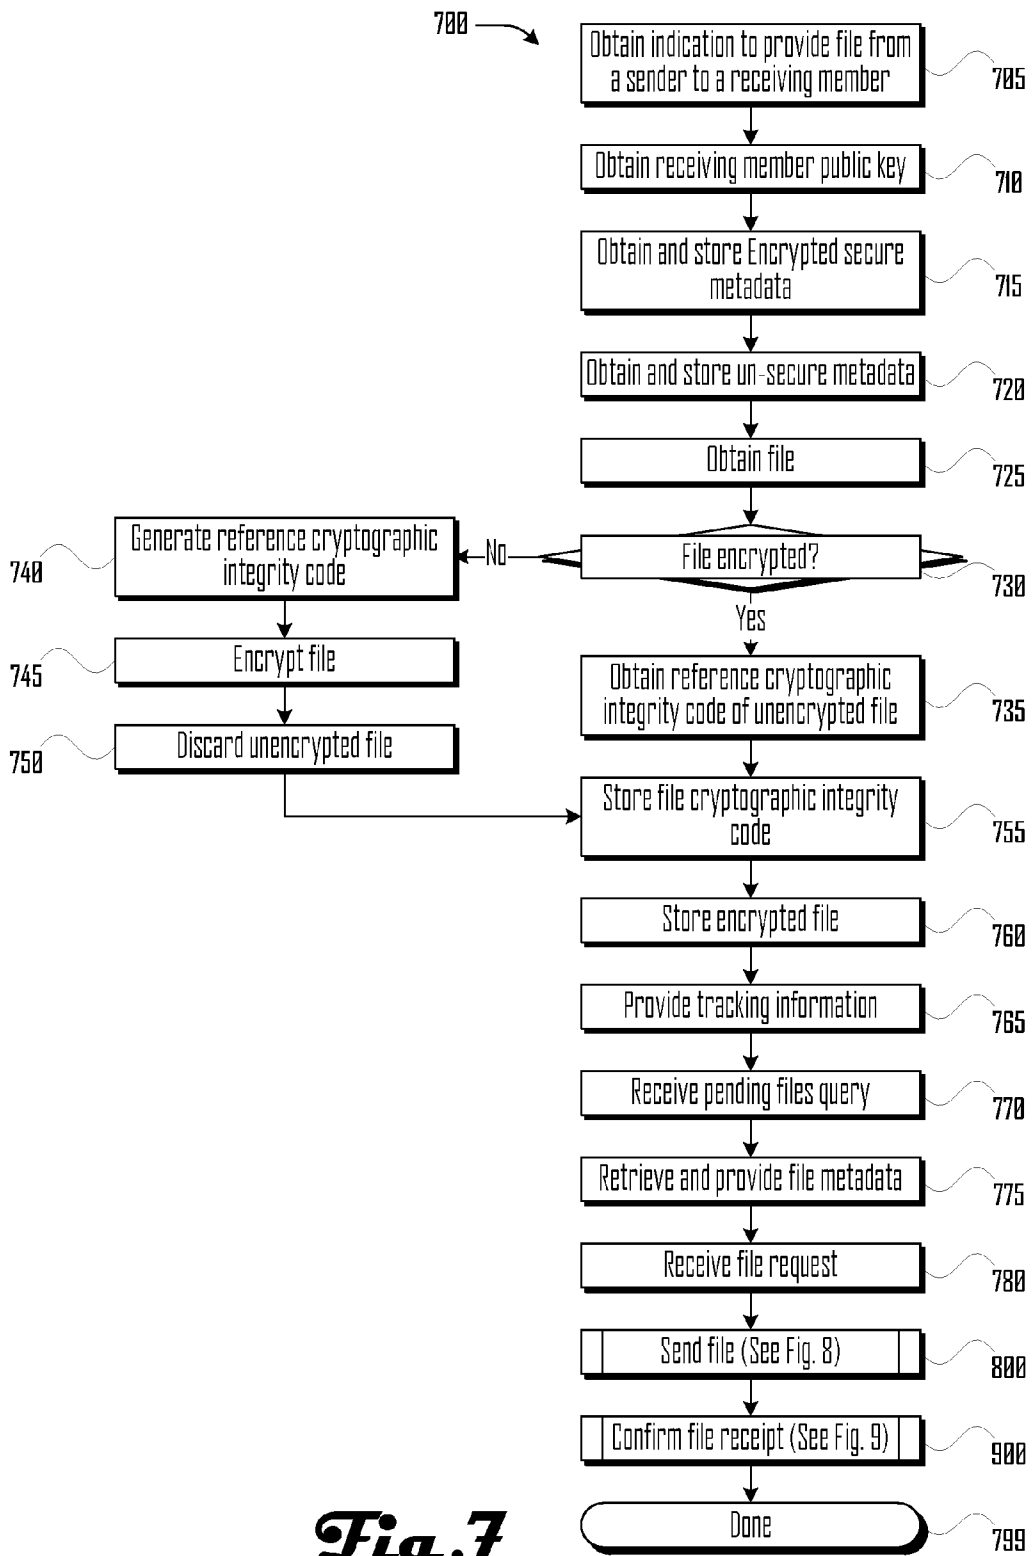 700
Obtain indication to provide file from
a sender to a receiving member
705
Obtain receiving member public key
710
Obtain and store Encrypted secure
metadata
715
Obtain and store un-secure metadata
720
Obtain file
725
File encrypted?
730
No
Yes
Generate reference cryptographic
integrity code
740
Encrypt file
745
Discard unencrypted file
750
Obtain reference cryptographic
integrity code of unencrypted file
735
Store file cryptographic integrity
code
755
Store encrypted file
760
Provide tracking information
765
Receive pending files query
770
Retrieve and provide file metadata
775
Receive file request
780
Send file (See Fig. 8)
800
Confirm file receipt (See Fig. 9)
900
Done
799
Fig.7